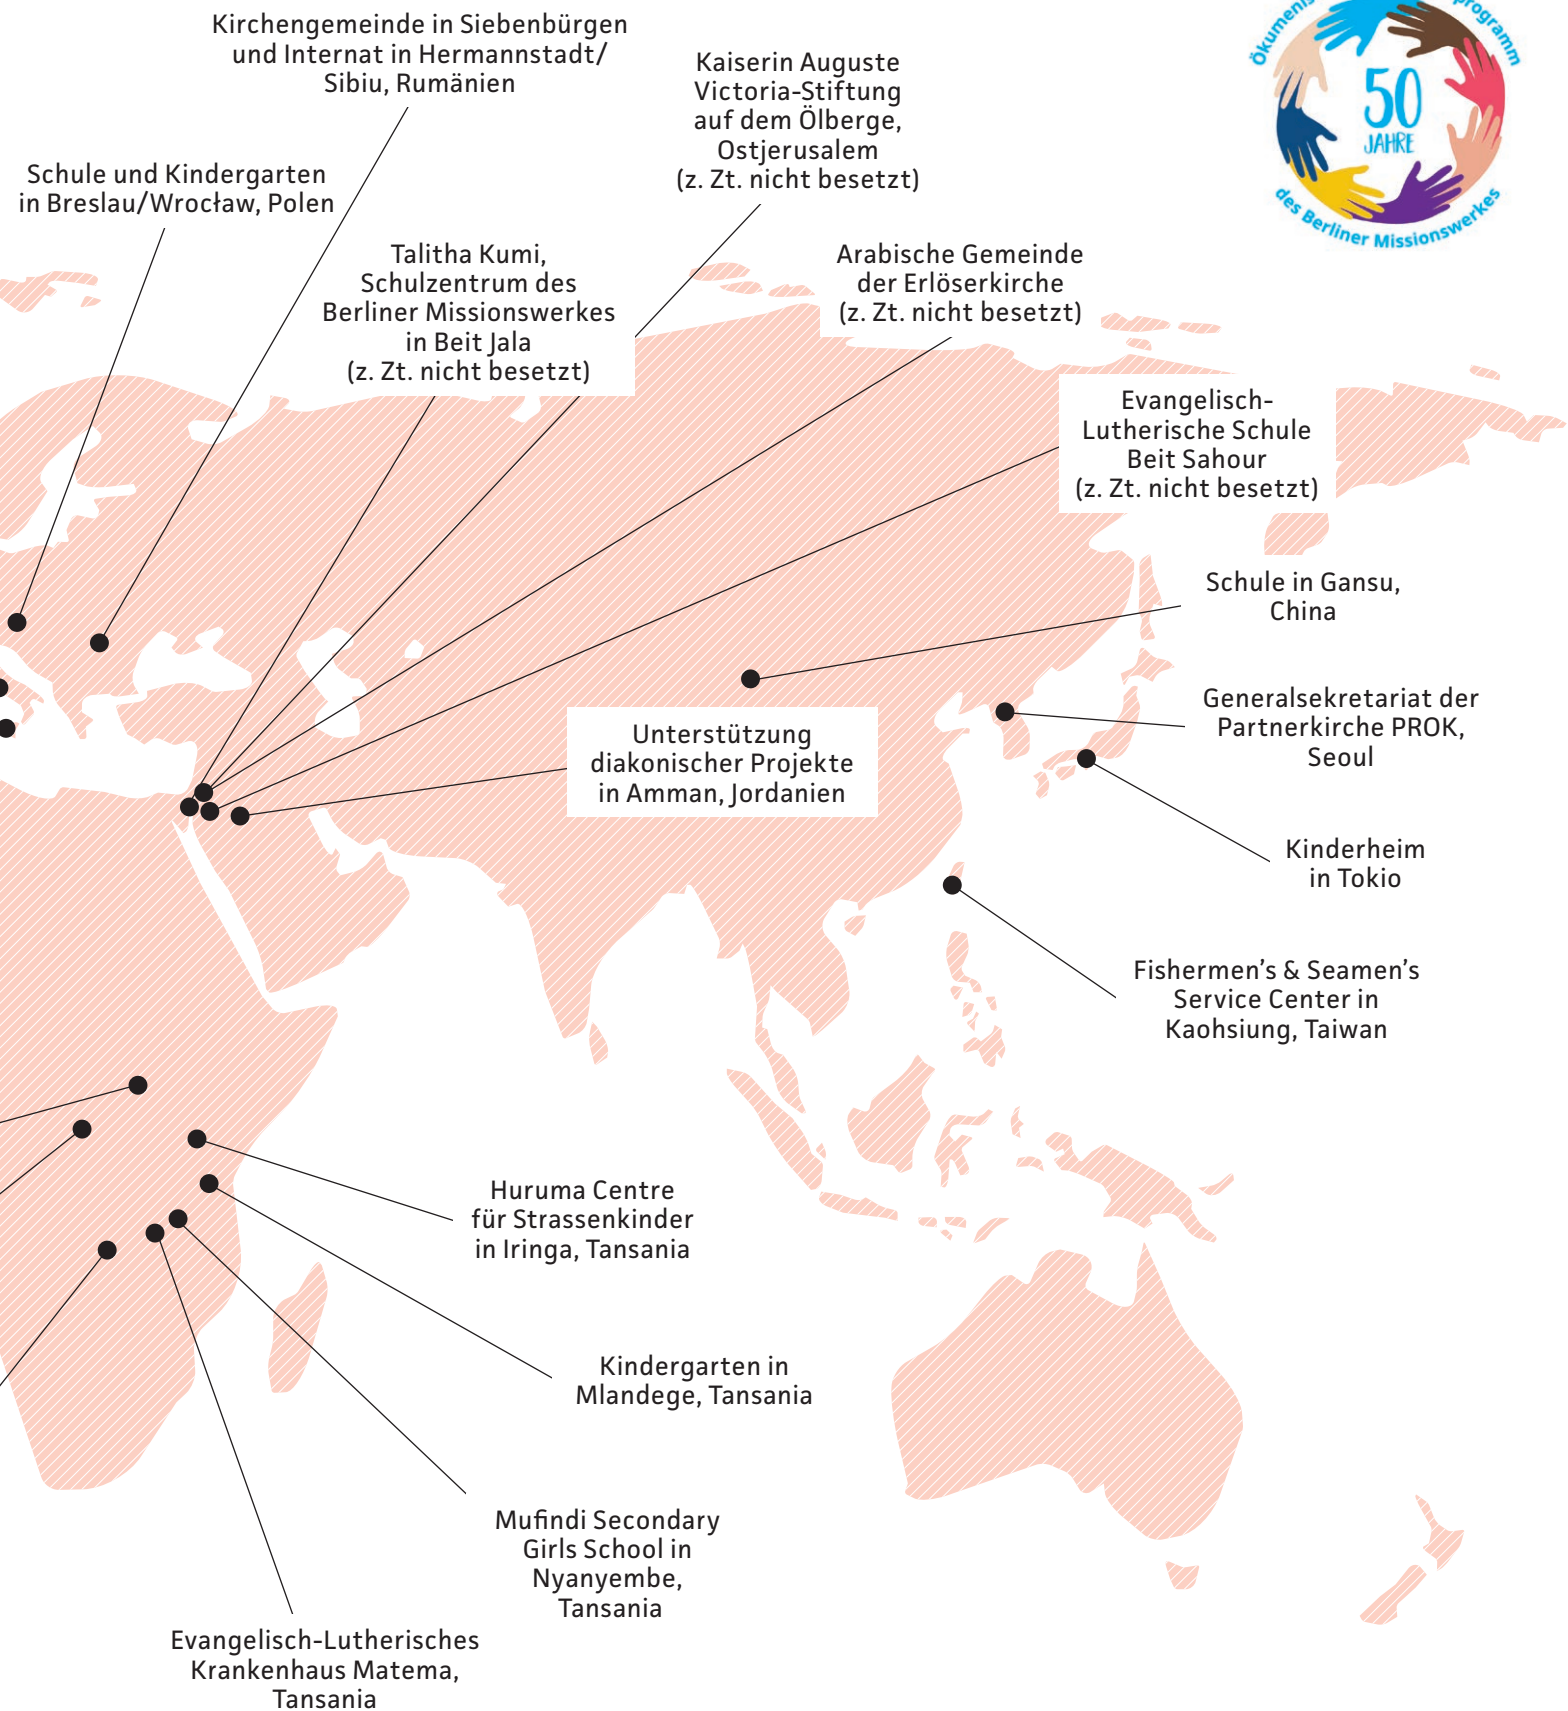 Kirchengemeinde in Siebenbürgen
und Internat in Hermannstadt/
Sibiu, Rumänien
Kaiserin Auguste
Victoria-Stiftung
auf dem Ölberge,
Ostjerusalem
(z. Zt. nicht besetzt)
50
JAHRE
des Berliner Missionswerkes
Schule und Kindergarten
in Breslau/Wrocław, Polen
Talitha Kumi,
Schulzentrum des
Berliner Missionswerkes
in Beit Jala
(z. Zt. nicht besetzt)
Arabische Gemeinde
der Erlöserkirche
(z. Zt. nicht besetzt)
Evangelisch-
Lutherische Schule
Beit Sahour
(z. Zt. nicht besetzt)
Schule in Gansu,
China
Generalsekretariat der
Partnerkirche PROK,
Seoul
Unterstützung
diakonischer Projekte
in Amman, Jordanien
Kinderheim
in Tokio
Fishermen’s & Seamen’s
Service Center in
Kaohsiung, Taiwan
Huruma Centre
für Strassenkinder
in Iringa, Tansania
Kindergarten in
Mlandege, Tansania
Mufindi Secondary
Girls School in
Nyanyembe,
Tansania
Evangelisch-Lutherisches
Krankenhaus Matema,
Tansania